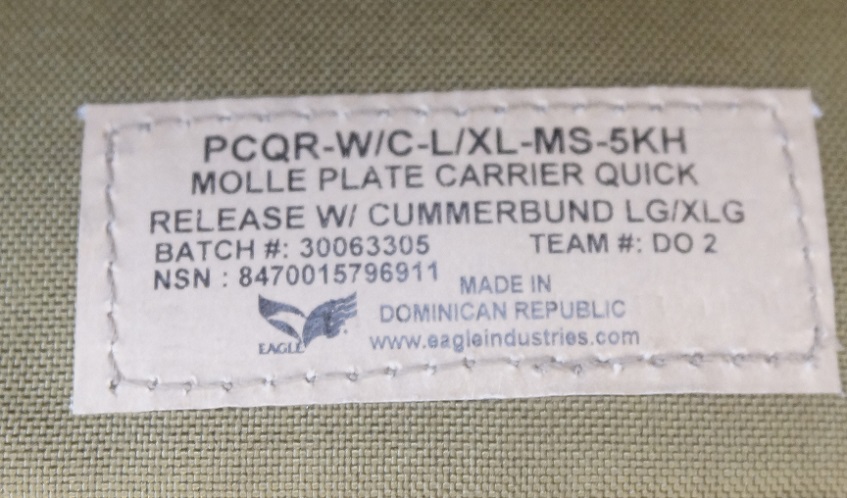 PCQR-W/C-L/XL-MS-5KH
MOLLE PLATE CARRIER QUICK
RELEASE W/ CUMMERBUND LG/XLG
BATCH #: 30063305 TEAM #: DO 2
NSN : 8470015796911
MADE IN
DOMINICAN REPUBLIC
EAGLE
www.eagleindustries.com